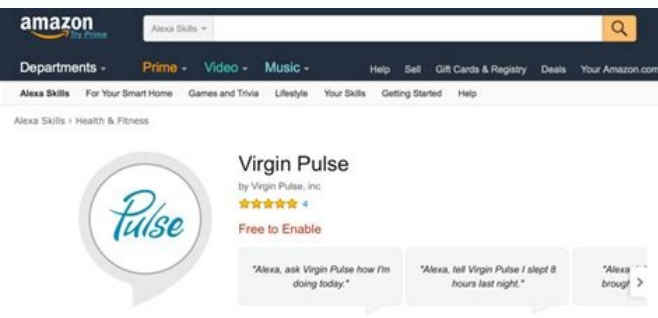 amazon
Try Prime
Alexa Skills
Departments
Prime
Video
Music
Help
Sell
Gift Cards & Registry
Deals
Your Amazon.com
Alexa Skills
For Your Smart Home
Games and Trivia
Lifestyle
Your Skills
Getting Started
Help
Alexa Skills › Health & Fitness
Pulse
Virgin Pulse
by Virgin Pulse, inc
4
Free to Enable
"Alexa, ask Virgin Pulse how I'm
doing today."
"Alexa, tell Virgin Pulse I slept 8
hours last night."
"Alexa